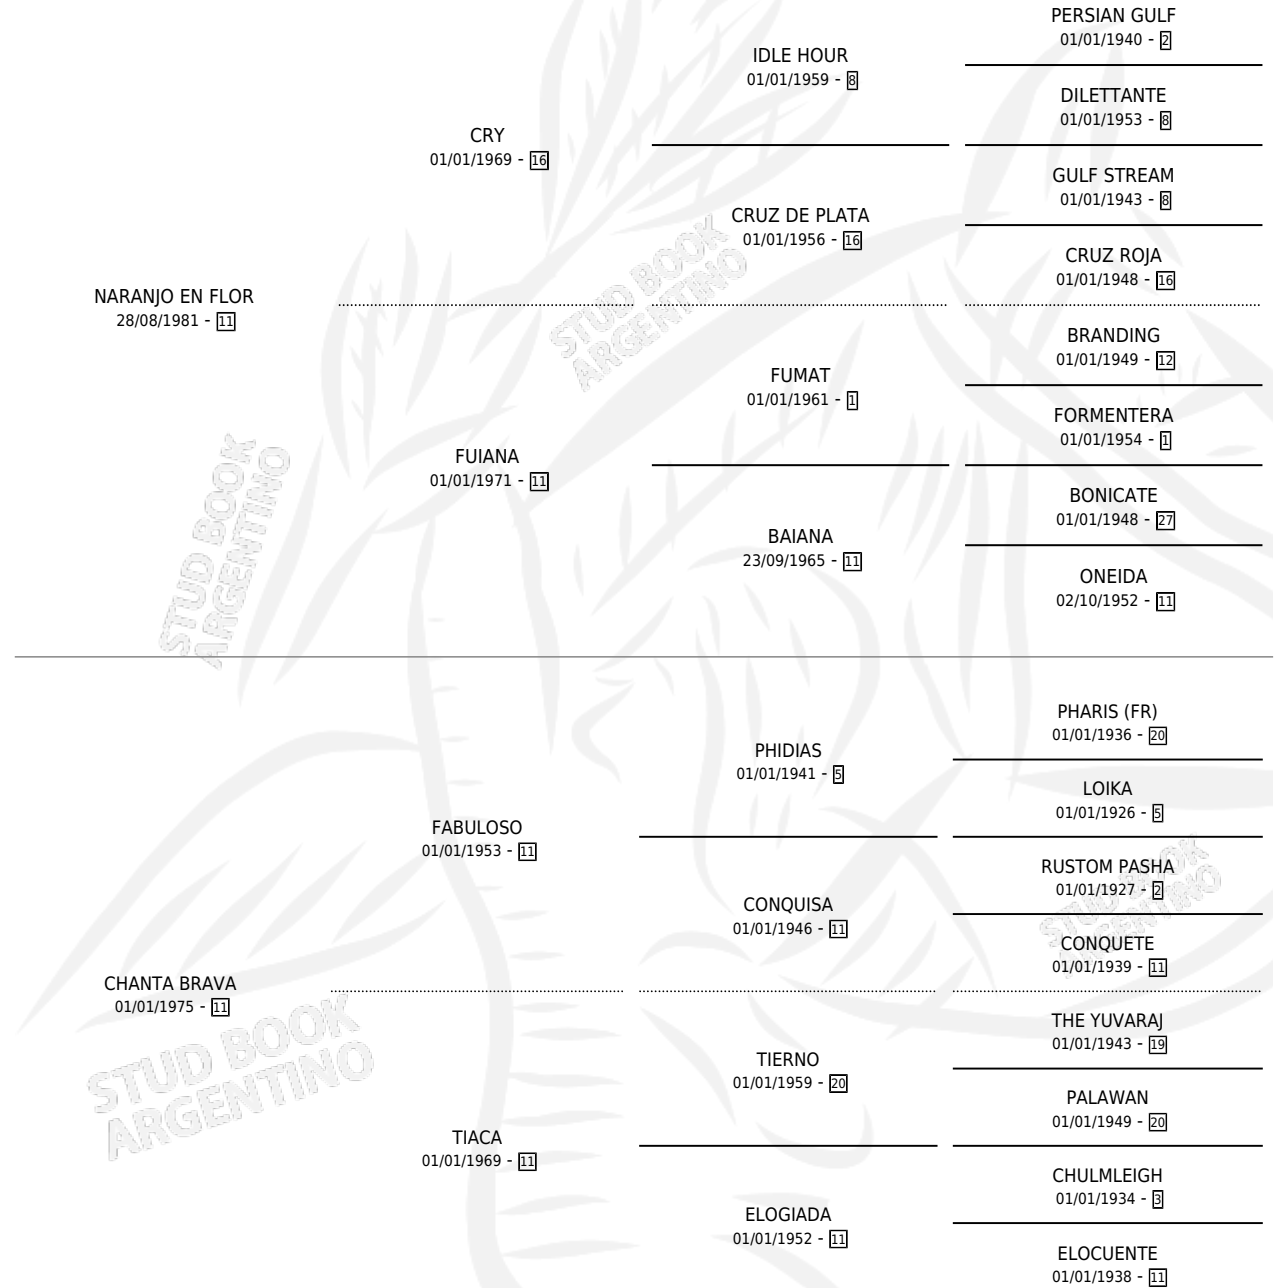 PERSIAN GULF
01/01/1940 - 2
IDLE HOUR
01/01/1959 - 8
DILETTANTE
01/01/1953 - 8
CRY
01/01/1969 - 16
GULF STREAM
01/01/1943 - 8
CRUZ DE PLATA
01/01/1956 - 16
CRUZ ROJA
01/01/1948 - 16
NARANJO EN FLOR
28/08/1981 - 11
STUD BOOK
ARGENTINO
BRANDING
01/01/1949 - 12
FUMAT
01/01/1961 - 1
FORMENTERA
01/01/1954 - 1
FUIANA
01/01/1971 - 11
BONICATE
01/01/1948 - 27
BAIANA
23/09/1965 - 11
ONEIDA
02/10/1952 - 11
STUD BOOK
ARGENTINO
PHARIS (FR)
01/01/1936 - 20
PHIDIAS
01/01/1941 - 5
LOIKA
01/01/1926 - 5
FABULOSO
01/01/1953 - 11
RUSTOM PASHA
01/01/1927 - 2
CONQUISA
01/01/1946 - 11
STUD BOOK
ARGENTINO
CONQUETE
01/01/1939 - 11
CHANTA BRAVA
01/01/1975 - 11
STUD BOOK
ARGENTINO
THE YUVARAJ
01/01/1943 - 19
TIERNO
01/01/1959 - 20
PALAWAN
01/01/1949 - 20
TIACA
01/01/1969 - 11
CHULMLEIGH
01/01/1934 - 3
ELOGIADA
01/01/1952 - 11
ELOCUENTE
01/01/1938 - 11